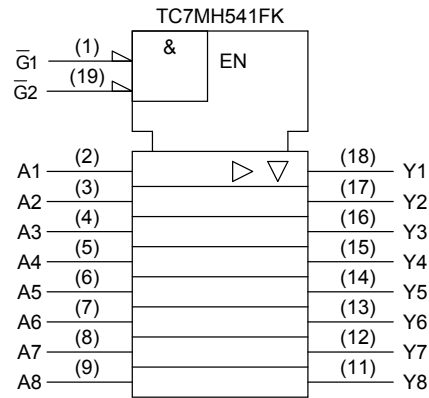 TC7MH541FK
& EN
G̅1 (1)
G̅2 (19)
A1 (2) (18) Y1
A2 (3) (17) Y2
A3 (4) (16) Y3
A4 (5) (15) Y4
A5 (6) (14) Y5
A6 (7) (13) Y6
A7 (8) (12) Y7
A8 (9) (11) Y8